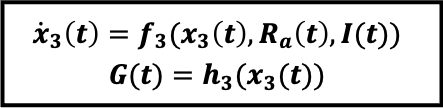 ẋ₃(t) = f₃(x₃(t), Rₐ(t), I(t))
G(t) = h₃(x₃(t))